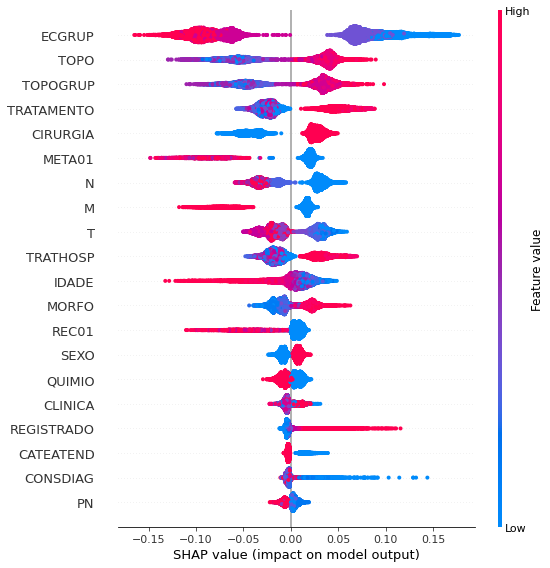 High
ECGRUP
TOPO
TOPOGRUP
TRATAMENTO
CIRURGIA
META01
N
M
T
TRATHOSP
IDADE
MORFO
REC01
SEXO
QUIMIO
CLINICA
REGISTRADO
CATEATEND
CONSDIAG
PN
Feature value
Low
−0.15 −0.10 −0.05 0.00 0.05 0.10 0.15
SHAP value (impact on model output)